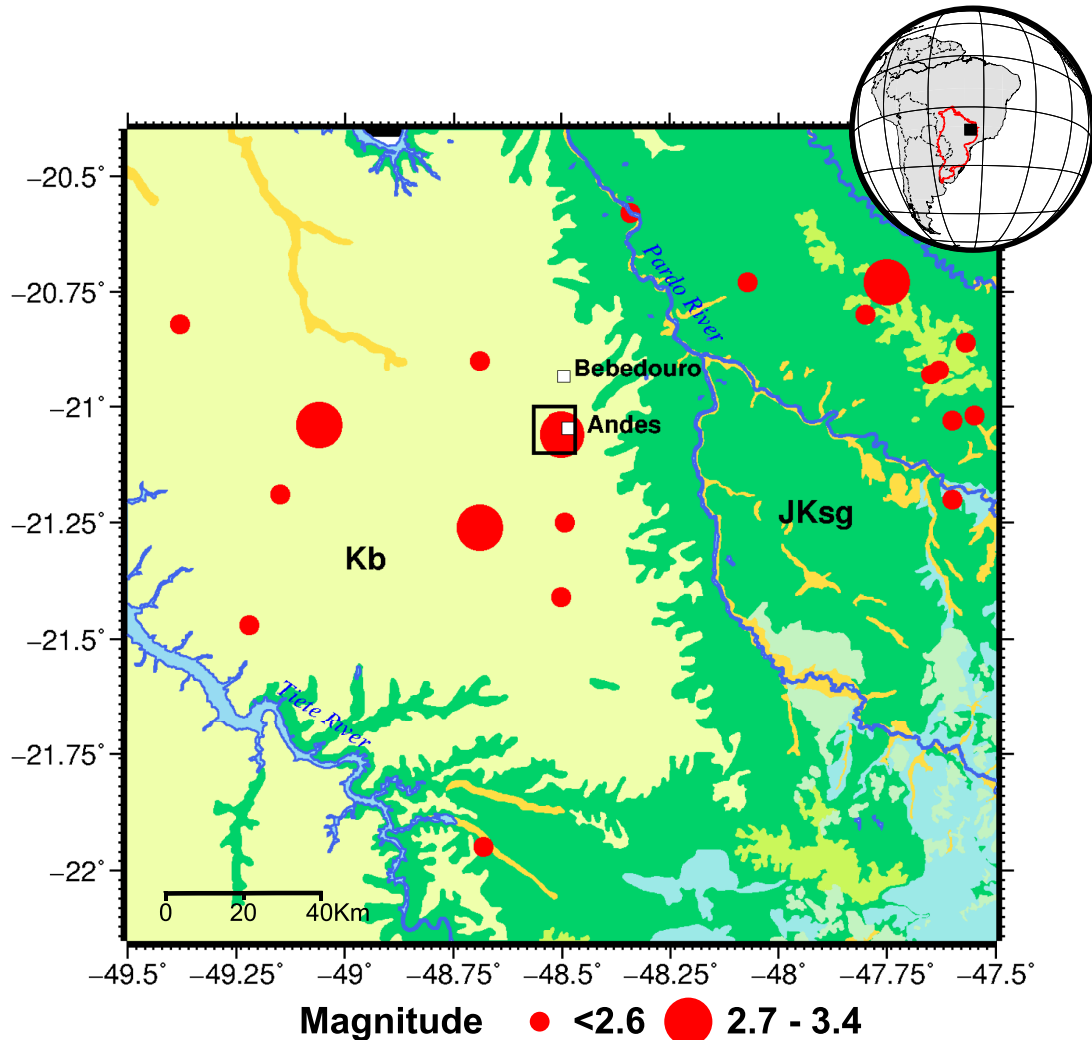 −20.5°
−20.75°
−21°
−21.25°
−21.5°
−21.75°
−22°
Pardo River
Bebedouro
Andes
JKsg
Kb
Tiete River
0 20 40Km
−49.5° −49.25° −49° −48.75° −48.5° −48.25° −48° −47.75° −47.5°
Magnitude <2.6 2.7 - 3.4